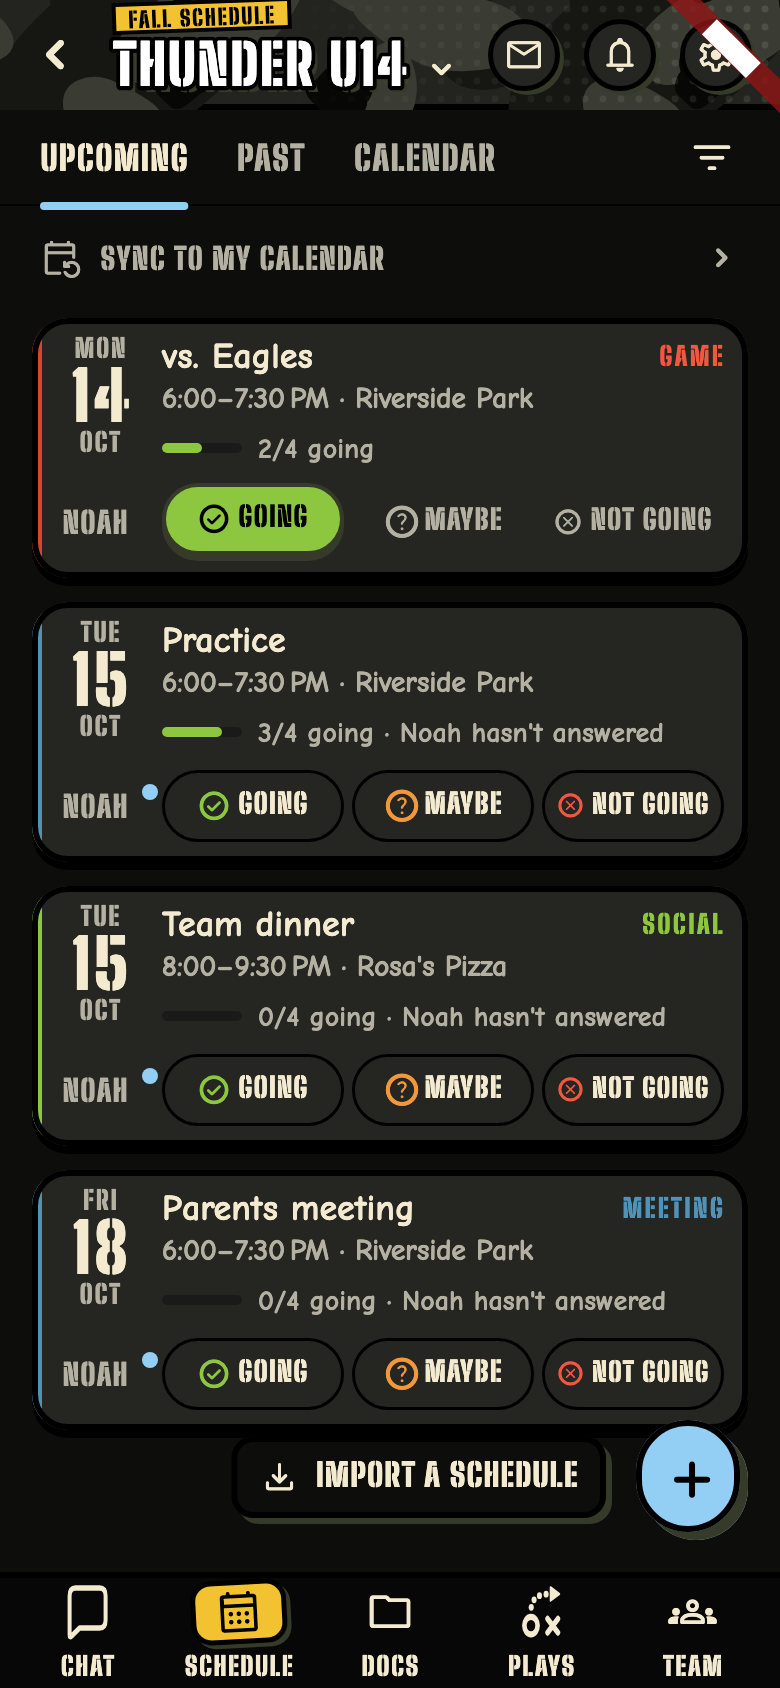 FALL SCHEDULE
THUNDER U14
UPCOMING PAST CALENDAR
SYNC TO MY CALENDAR
MON
14
OCT
vs. Eagles
GAME
6:00–7:30 PM · Riverside Park
2/4 going
NOAH GOING MAYBE NOT GOING
TUE
15
OCT
Practice
6:00–7:30 PM · Riverside Park
3/4 going · Noah hasn't answered
NOAH GOING MAYBE NOT GOING
TUE
15
OCT
Team dinner
SOCIAL
8:00–9:30 PM · Rosa's Pizza
0/4 going · Noah hasn't answered
NOAH GOING MAYBE NOT GOING
FRI
18
OCT
Parents meeting
MEETING
6:00–7:30 PM · Riverside Park
0/4 going · Noah hasn't answered
NOAH GOING MAYBE NOT GOING
IMPORT A SCHEDULE
CHAT SCHEDULE DOCS PLAYS TEAM